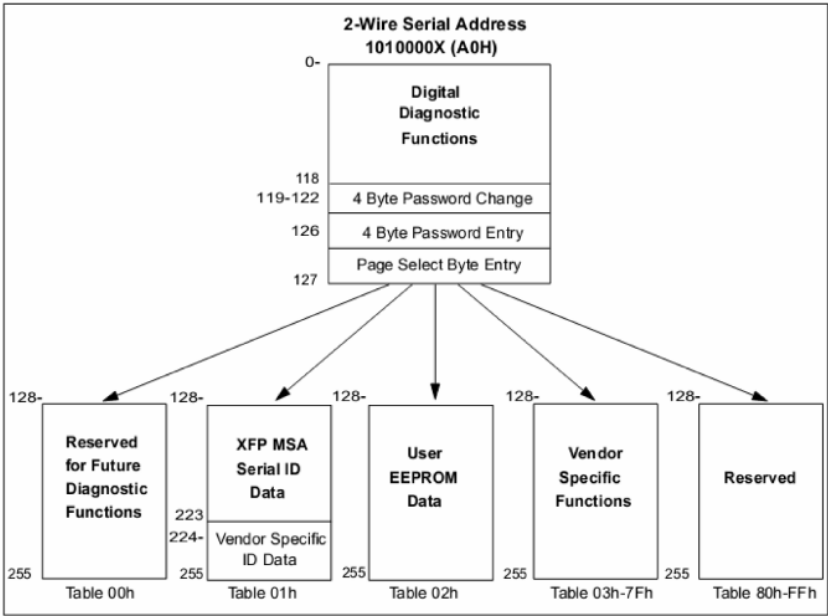 2-Wire Serial Address
1010000X (A0H)
0-
Digital
Diagnostic
Functions
118
119-122
4 Byte Password Change
126
4 Byte Password Entry
Page Select Byte Entry
127
128-
Reserved
for Future
Diagnostic
Functions
255
Table 00h
128-
XFP MSA
Serial ID
Data
223
224-
Vendor Specific
ID Data
255
Table 01h
128-
User
EEPROM
Data
255
Table 02h
128-
Vendor
Specific
Functions
255
Table 03h-7Fh
128-
Reserved
255
Table 80h-FFh